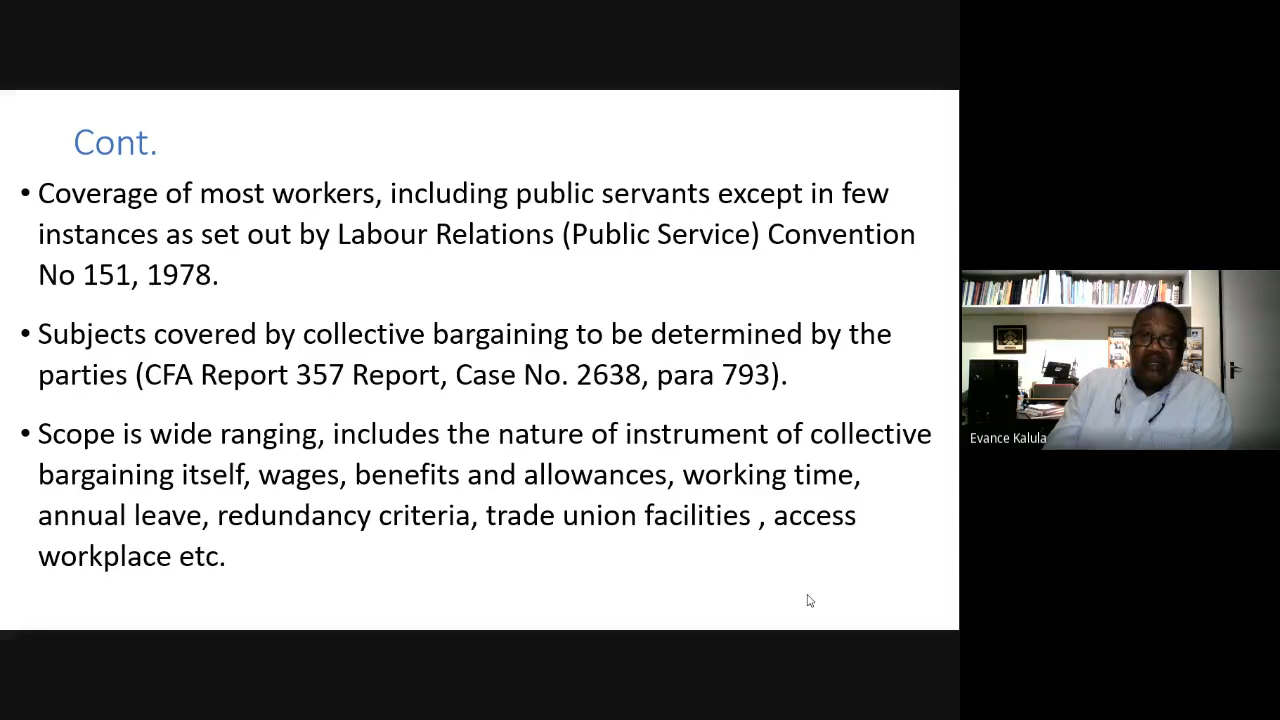 Cont.
• Coverage of most workers, including public servants except in few
instances as set out by Labour Relations (Public Service) Convention
No 151, 1978.
• Subjects covered by collective bargaining to be determined by the
parties (CFA Report 357 Report, Case No. 2638, para 793).
• Scope is wide ranging, includes the nature of instrument of collective
bargaining itself, wages, benefits and allowances, working time,
annual leave, redundancy criteria, trade union facilities , access
workplace etc.
Evance Kalula